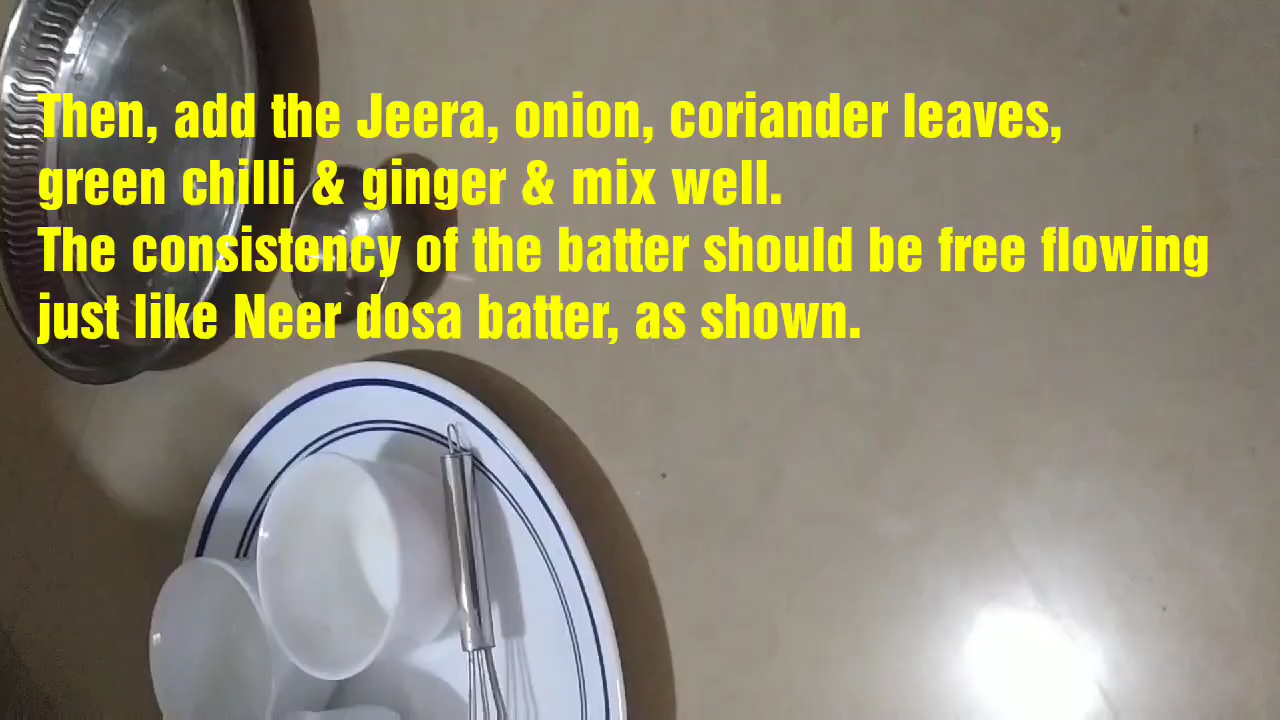 Then, add the Jeera, onion, coriander leaves,
green chilli & ginger & mix well.
The consistency of the batter should be free flowing
just like Neer dosa batter, as shown.